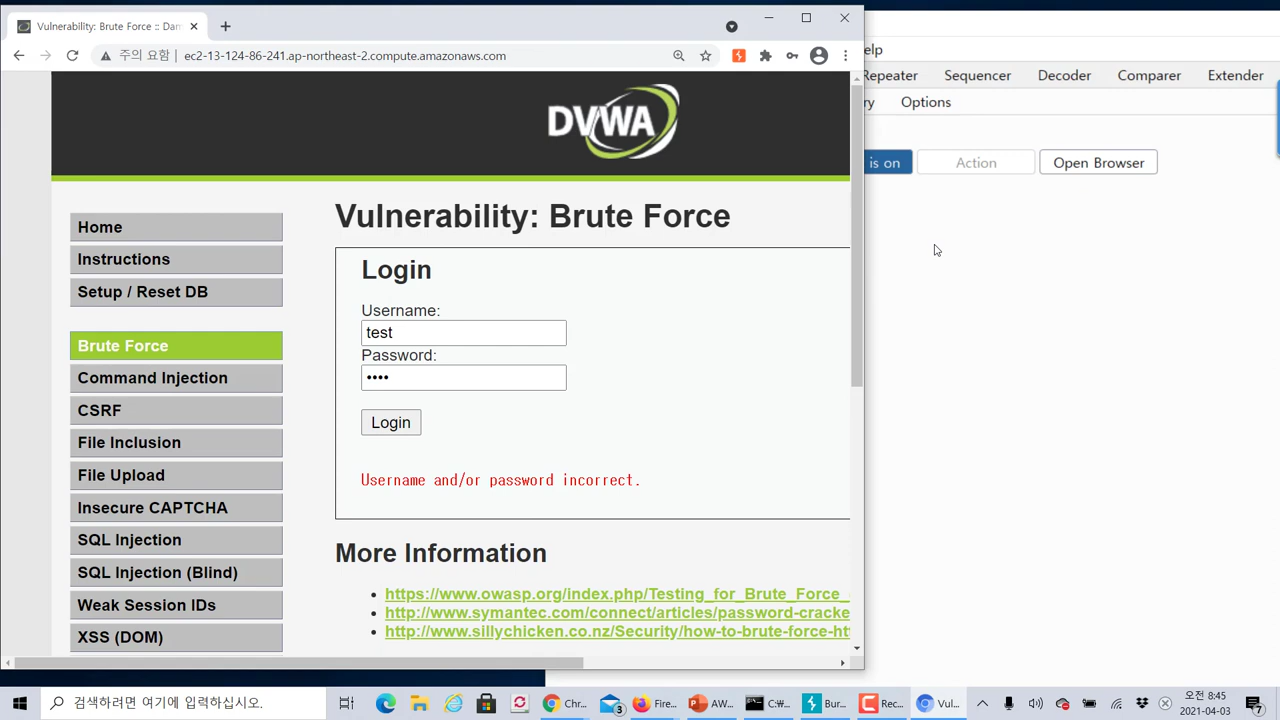 Vulnerability: Brute Force :: Dam
주의 요함
ec2-13-124-86-241.ap-northeast-2.compute.amazonaws.com
elp
Repeater
Sequencer
Decoder
Comparer
Extender
ry
Options
is on
Action
Open Browser
DVWA
Home
Instructions
Setup / Reset DB
Brute Force
Command Injection
CSRF
File Inclusion
File Upload
Insecure CAPTCHA
SQL Injection
SQL Injection (Blind)
Weak Session IDs
XSS (DOM)
Vulnerability: Brute Force
Login
Username:
test
Password:
••••
Login
Username and/or password incorrect.
More Information
https://www.owasp.org/index.php/Testing_for_Brute_Force_
http://www.symantec.com/connect/articles/password-cracke
http://www.sillychicken.co.nz/Security/how-to-brute-force-htt
검색하려면 여기에 입력하십시오.
Chr...
3
Fire...
AW...
C:₩...
Bur...
Rec...
Vul...
오전 8:45
2021-04-03
7